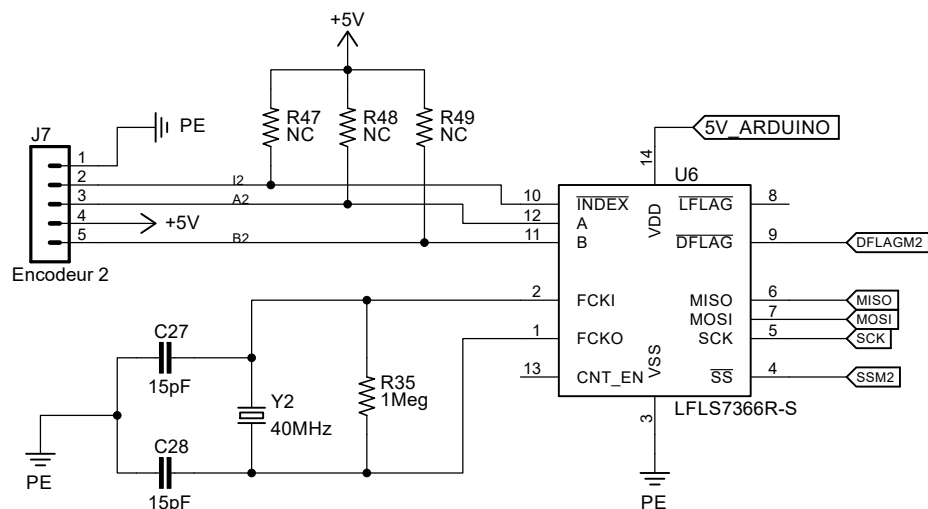 +5V
R47
NC
R48
NC
R49
NC
J7
1
2
3
4
5
PE
I2
A2
+5V
B2
Encodeur 2
5V_ARDUINO
14
U6
10
INDEX
12
A
11
B
VDD
LFLAG
8
DFLAG
9
DFLAGM2
2
FCKI
1
FCKO
13
CNT_EN
MISO
6
MISO
MOSI
7
MOSI
SCK
5
SCK
VSS
SS
4
SSM2
3
LFLS7366R-S
PE
C27
15pF
Y2
40MHz
R35
1Meg
C28
15pF
PE